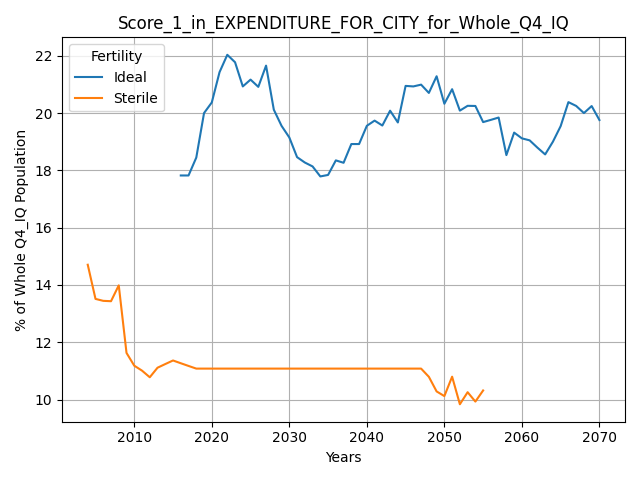 Score_1_in_EXPENDITURE_FOR_CITY_for_Whole_Q4_IQ
Fertility
Ideal
Sterile
% of Whole Q4_IQ Population
22
20
18
16
14
12
10
2010 2020 2030 2040 2050 2060 2070
Years